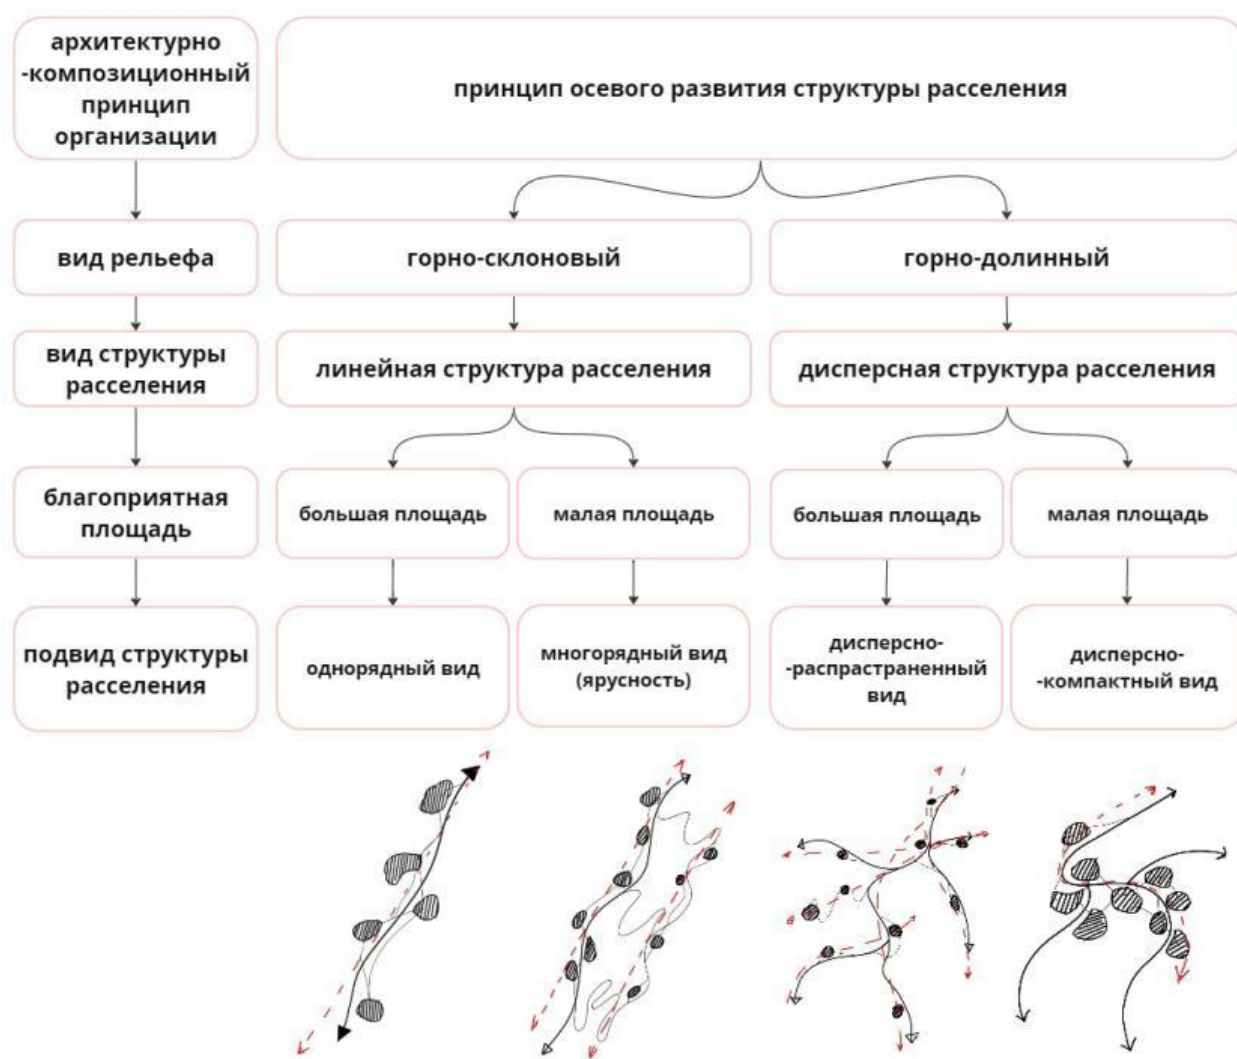 архитектурно
-композиционный
принцип
организации
принцип осевого развития структуры расселения
вид рельефа
горно-склоновый
горно-долинный
вид структуры
расселения
линейная структура расселения
дисперсная структура расселения
благоприятная
площадь
большая площадь
малая площадь
большая площадь
малая площадь
подвид структуры
расселения
однорядный вид
многорядный вид
(ярусность)
дисперсно-
-распрастраненный
вид
дисперсно-
-компактный вид